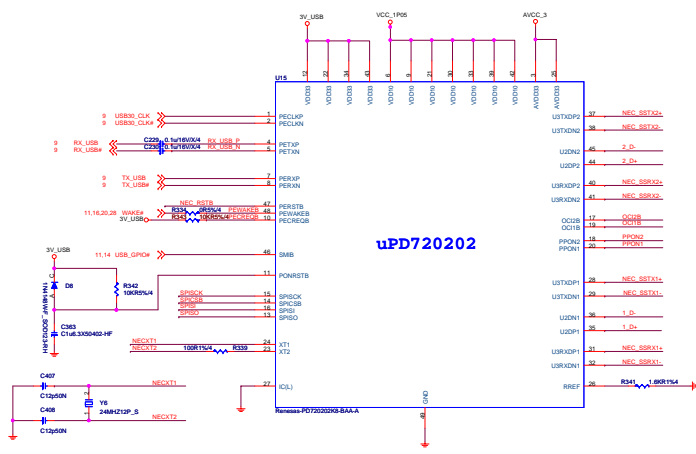 3V_USB
VCC_1P05
AVCC_3
U15
12
22
34
43
6
9
21
30
33
39
42
3
25
VDD33
VDD33
VDD33
VDD33
VDD10
VDD10
VDD10
VDD10
VDD10
VDD10
VDD10
AVDD33
AVDD33
9 USB30_CLK 1 PECLKP
9 USB30_CLK# 2 PECLKN
9 RX_USB C229 0.1u/16V/X/4 RX_USB_P 4 PETXP
9 RX_USB# C230 0.1u/16V/X/4 RX_USB_N 5 PETXN
9 TX_USB 7 PERXP
9 TX_USB# 8 PERXN
NEC_RSTB 47 PERSTB
11,16,20,28 WAKE# R334 0R5%/4 PEWAKEB 48 PEWAKEB
3V_USB R343 10KR5%/4 PECREQB 10 PECREQB
11,14 USB_GPIO# 46 SMIB
11 PONRSTB
SPISCK 15 SPISCK
SPICSB 14 SPICSB
SPISI 16 SPISI
SPISO 13 SPISO
NECXT1 24 XT1
NECXT2 100R1%/4 R339 23 XT2
27 IC(L)
uPD720202
U3TXDP2 37 NEC_SSTX2+
U3TXDN2 38 NEC_SSTX2-
U2DN2 45 2_D-
U2DP2 44 2_D+
U3RXDP2 40 NEC_SSRX2+
U3RXDN2 41 NEC_SSRX2-
OCI2B 17 OCI2B
OCI1B 19 OCI1B
PPON2 18 PPON2
PPON1 20 PPON1
U3TXDP1 28 NEC_SSTX1+
U3TXDN1 29 NEC_SSTX1-
U2DN1 36 1_D-
U2DP1 35 1_D+
U3RXDP1 31 NEC_SSRX1+
U3RXDN1 32 NEC_SSRX1-
RREF 26 R341 1.6KR1%4
GND
49
Renesas-PD720202K8-BAA-A
3V_USB
A
C
D8
1N4148WF_SOD123-RH
R342
10KR5%/4
C363
C1u6.3X50402-HF
C407 NECXT1
C12p50N
1
2
Y6
24MHZ12P_S
C408 NECXT2
C12p50N